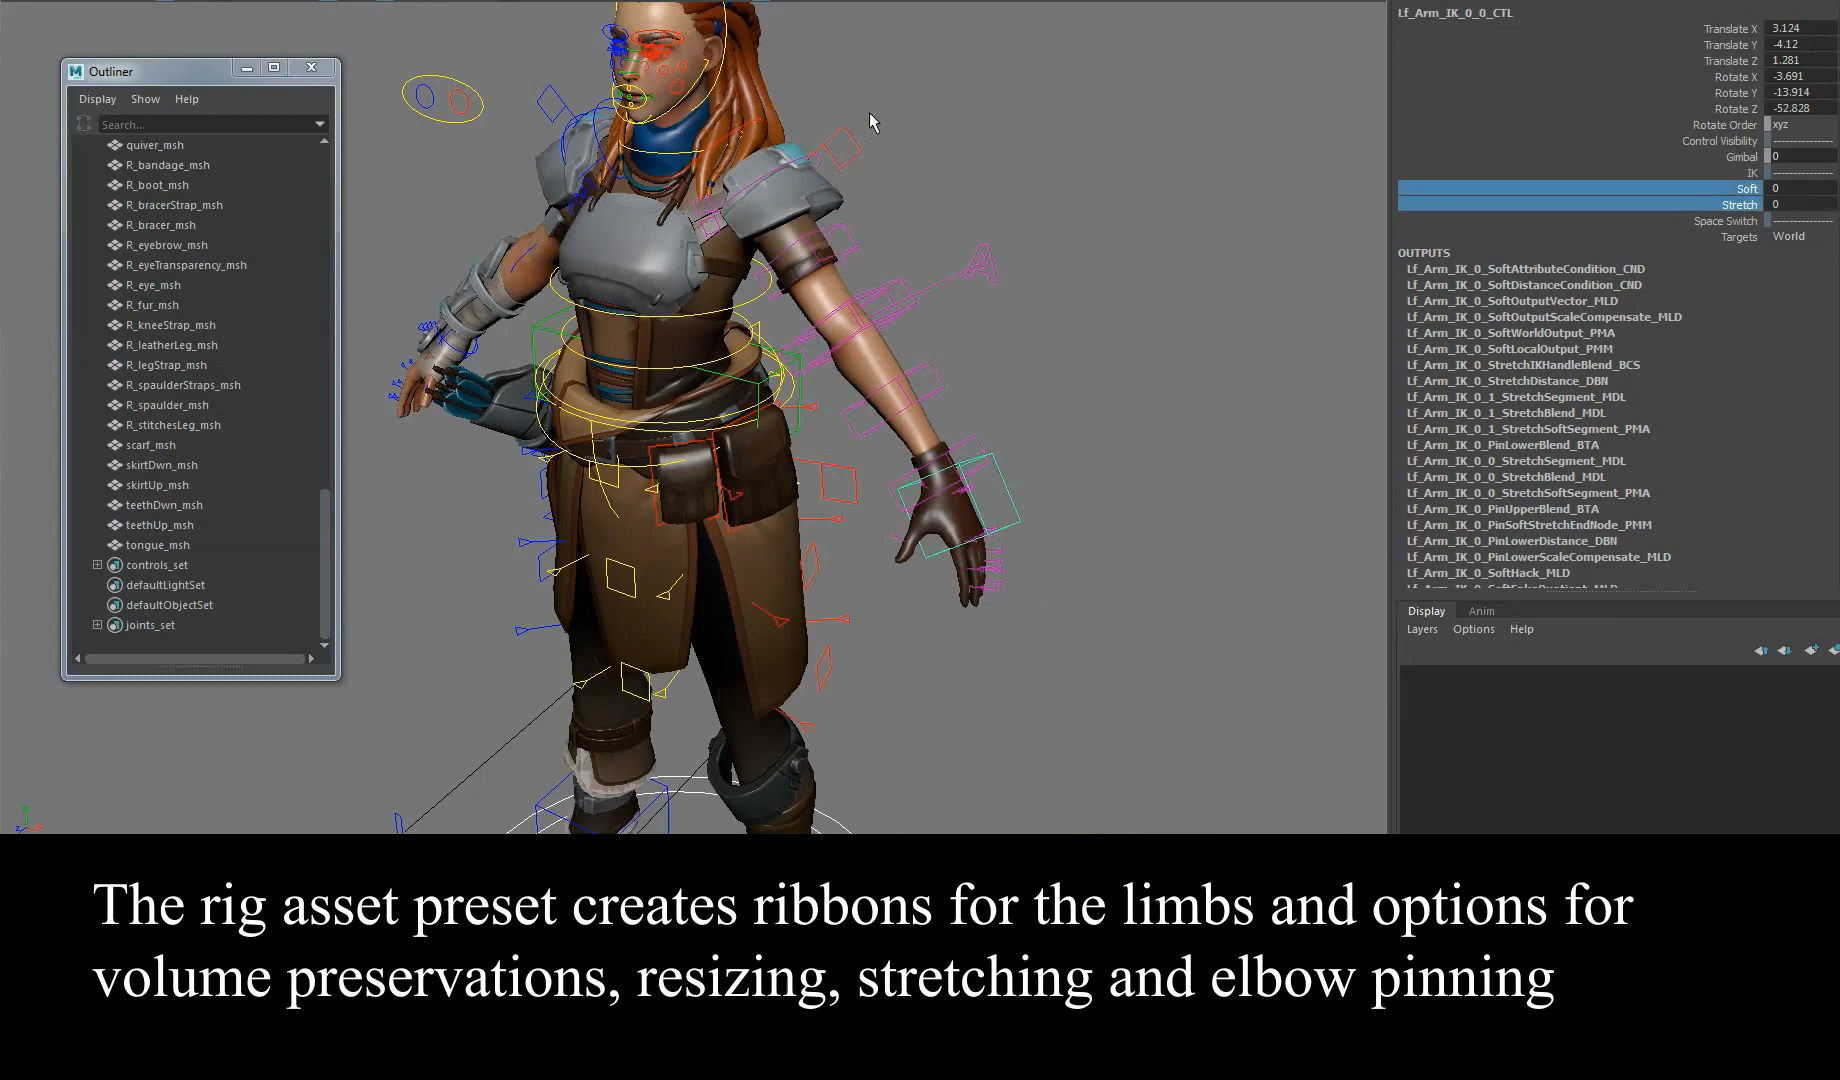 Outliner
Display Show Help
Search...
quiver_msh
R_bandage_msh
R_boot_msh
R_bracerStrap_msh
R_bracer_msh
R_eyebrow_msh
R_eyeTransparency_msh
R_eye_msh
R_fur_msh
R_kneeStrap_msh
R_leatherLeg_msh
R_legStrap_msh
R_spaulderStraps_msh
R_spaulder_msh
R_stitchesLeg_msh
scarf_msh
skirtDwn_msh
skirtUp_msh
teethDwn_msh
teethUp_msh
tongue_msh
controls_set
defaultLightSet
defaultObjectSet
joints_set
Lf_Arm_IK_0_0_CTL
Translate X 3.124
Translate Y -4.12
Translate Z 1.281
Rotate X -3.691
Rotate Y -13.914
Rotate Z -52.828
Rotate Order xyz
Control Visibility ---------------
Gimbal 0
IK ---------------
Soft 0
Stretch 0
Space Switch ---------------
Targets World
OUTPUTS
Lf_Arm_IK_0_SoftAttributeCondition_CND
Lf_Arm_IK_0_SoftDistanceCondition_CND
Lf_Arm_IK_0_SoftOutputVector_MLD
Lf_Arm_IK_0_SoftOutputScaleCompensate_MLD
Lf_Arm_IK_0_SoftWorldOutput_PMA
Lf_Arm_IK_0_SoftLocalOutput_PMM
Lf_Arm_IK_0_StretchIKHandleBlend_BCS
Lf_Arm_IK_0_StretchDistance_DBN
Lf_Arm_IK_0_1_StretchSegment_MDL
Lf_Arm_IK_0_1_StretchBlend_MDL
Lf_Arm_IK_0_1_StretchSoftSegment_PMA
Lf_Arm_IK_0_PinLowerBlend_BTA
Lf_Arm_IK_0_0_StretchSegment_MDL
Lf_Arm_IK_0_0_StretchBlend_MDL
Lf_Arm_IK_0_0_StretchSoftSegment_PMA
Lf_Arm_IK_0_PinUpperBlend_BTA
Lf_Arm_IK_0_PinSoftStretchEndNode_PMM
Lf_Arm_IK_0_PinLowerDistance_DBN
Lf_Arm_IK_0_PinLowerScaleCompensate_MLD
Lf_Arm_IK_0_SoftHack_MLD
Display Anim
Layers Options Help
The rig asset preset creates ribbons for the limbs and options for
volume preservations, resizing, stretching and elbow pinning